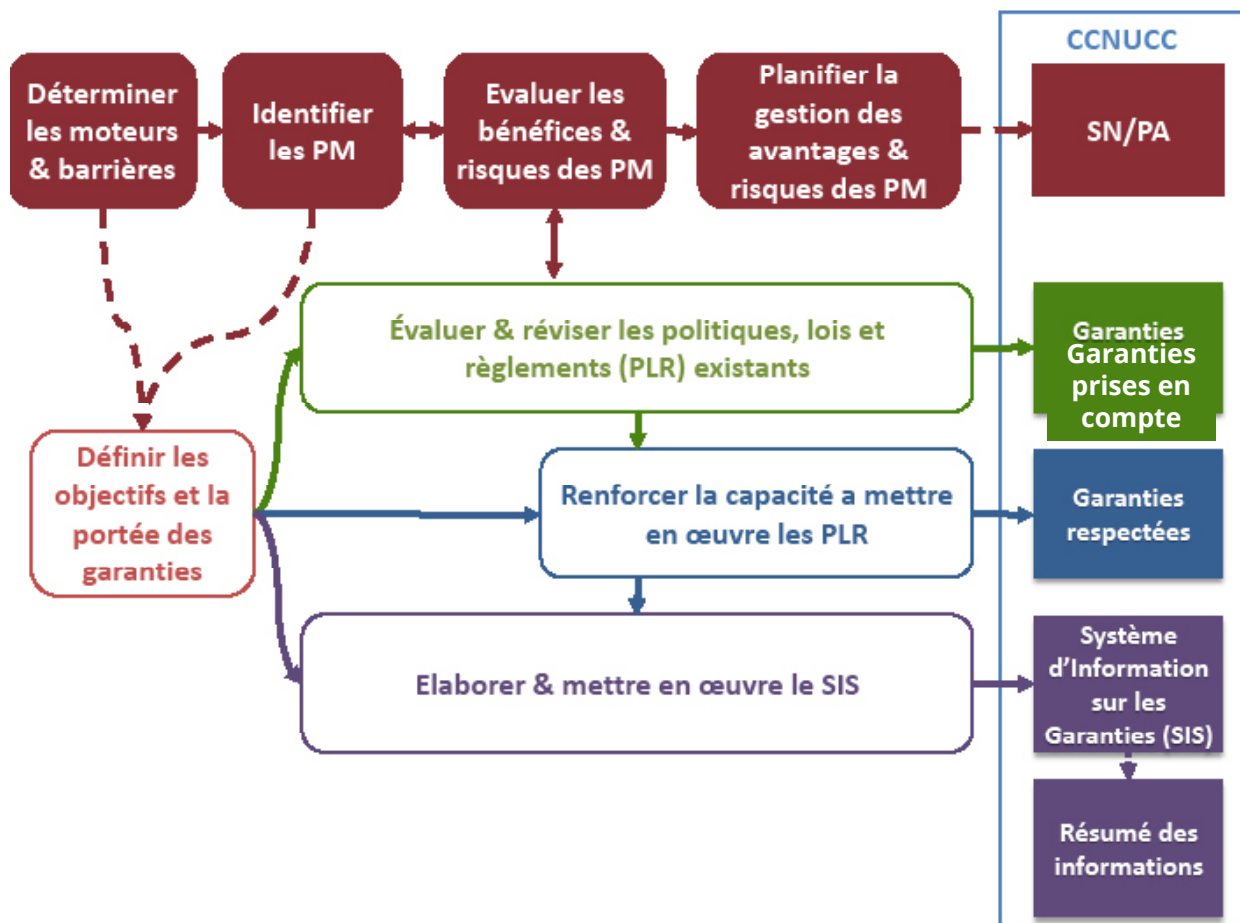 CCNUCC
Déterminer
les moteurs
& barrières
Identifier
les PM
Evaluer les
bénéfices &
risques des PM
Planifier la
gestion des
avantages &
risques des PM
SN/PA
Évaluer & réviser les politiques, lois et
règlements (PLR) existants
Garanties
Garanties
prises en
compte
Définir les
objectifs et la
portée des
garanties
Renforcer la capacité a mettre
en œuvre les PLR
Garanties
respectées
Elaborer & mettre en œuvre le SIS
Système
d’Information
sur les
Garanties (SIS)
Résumé des
informations